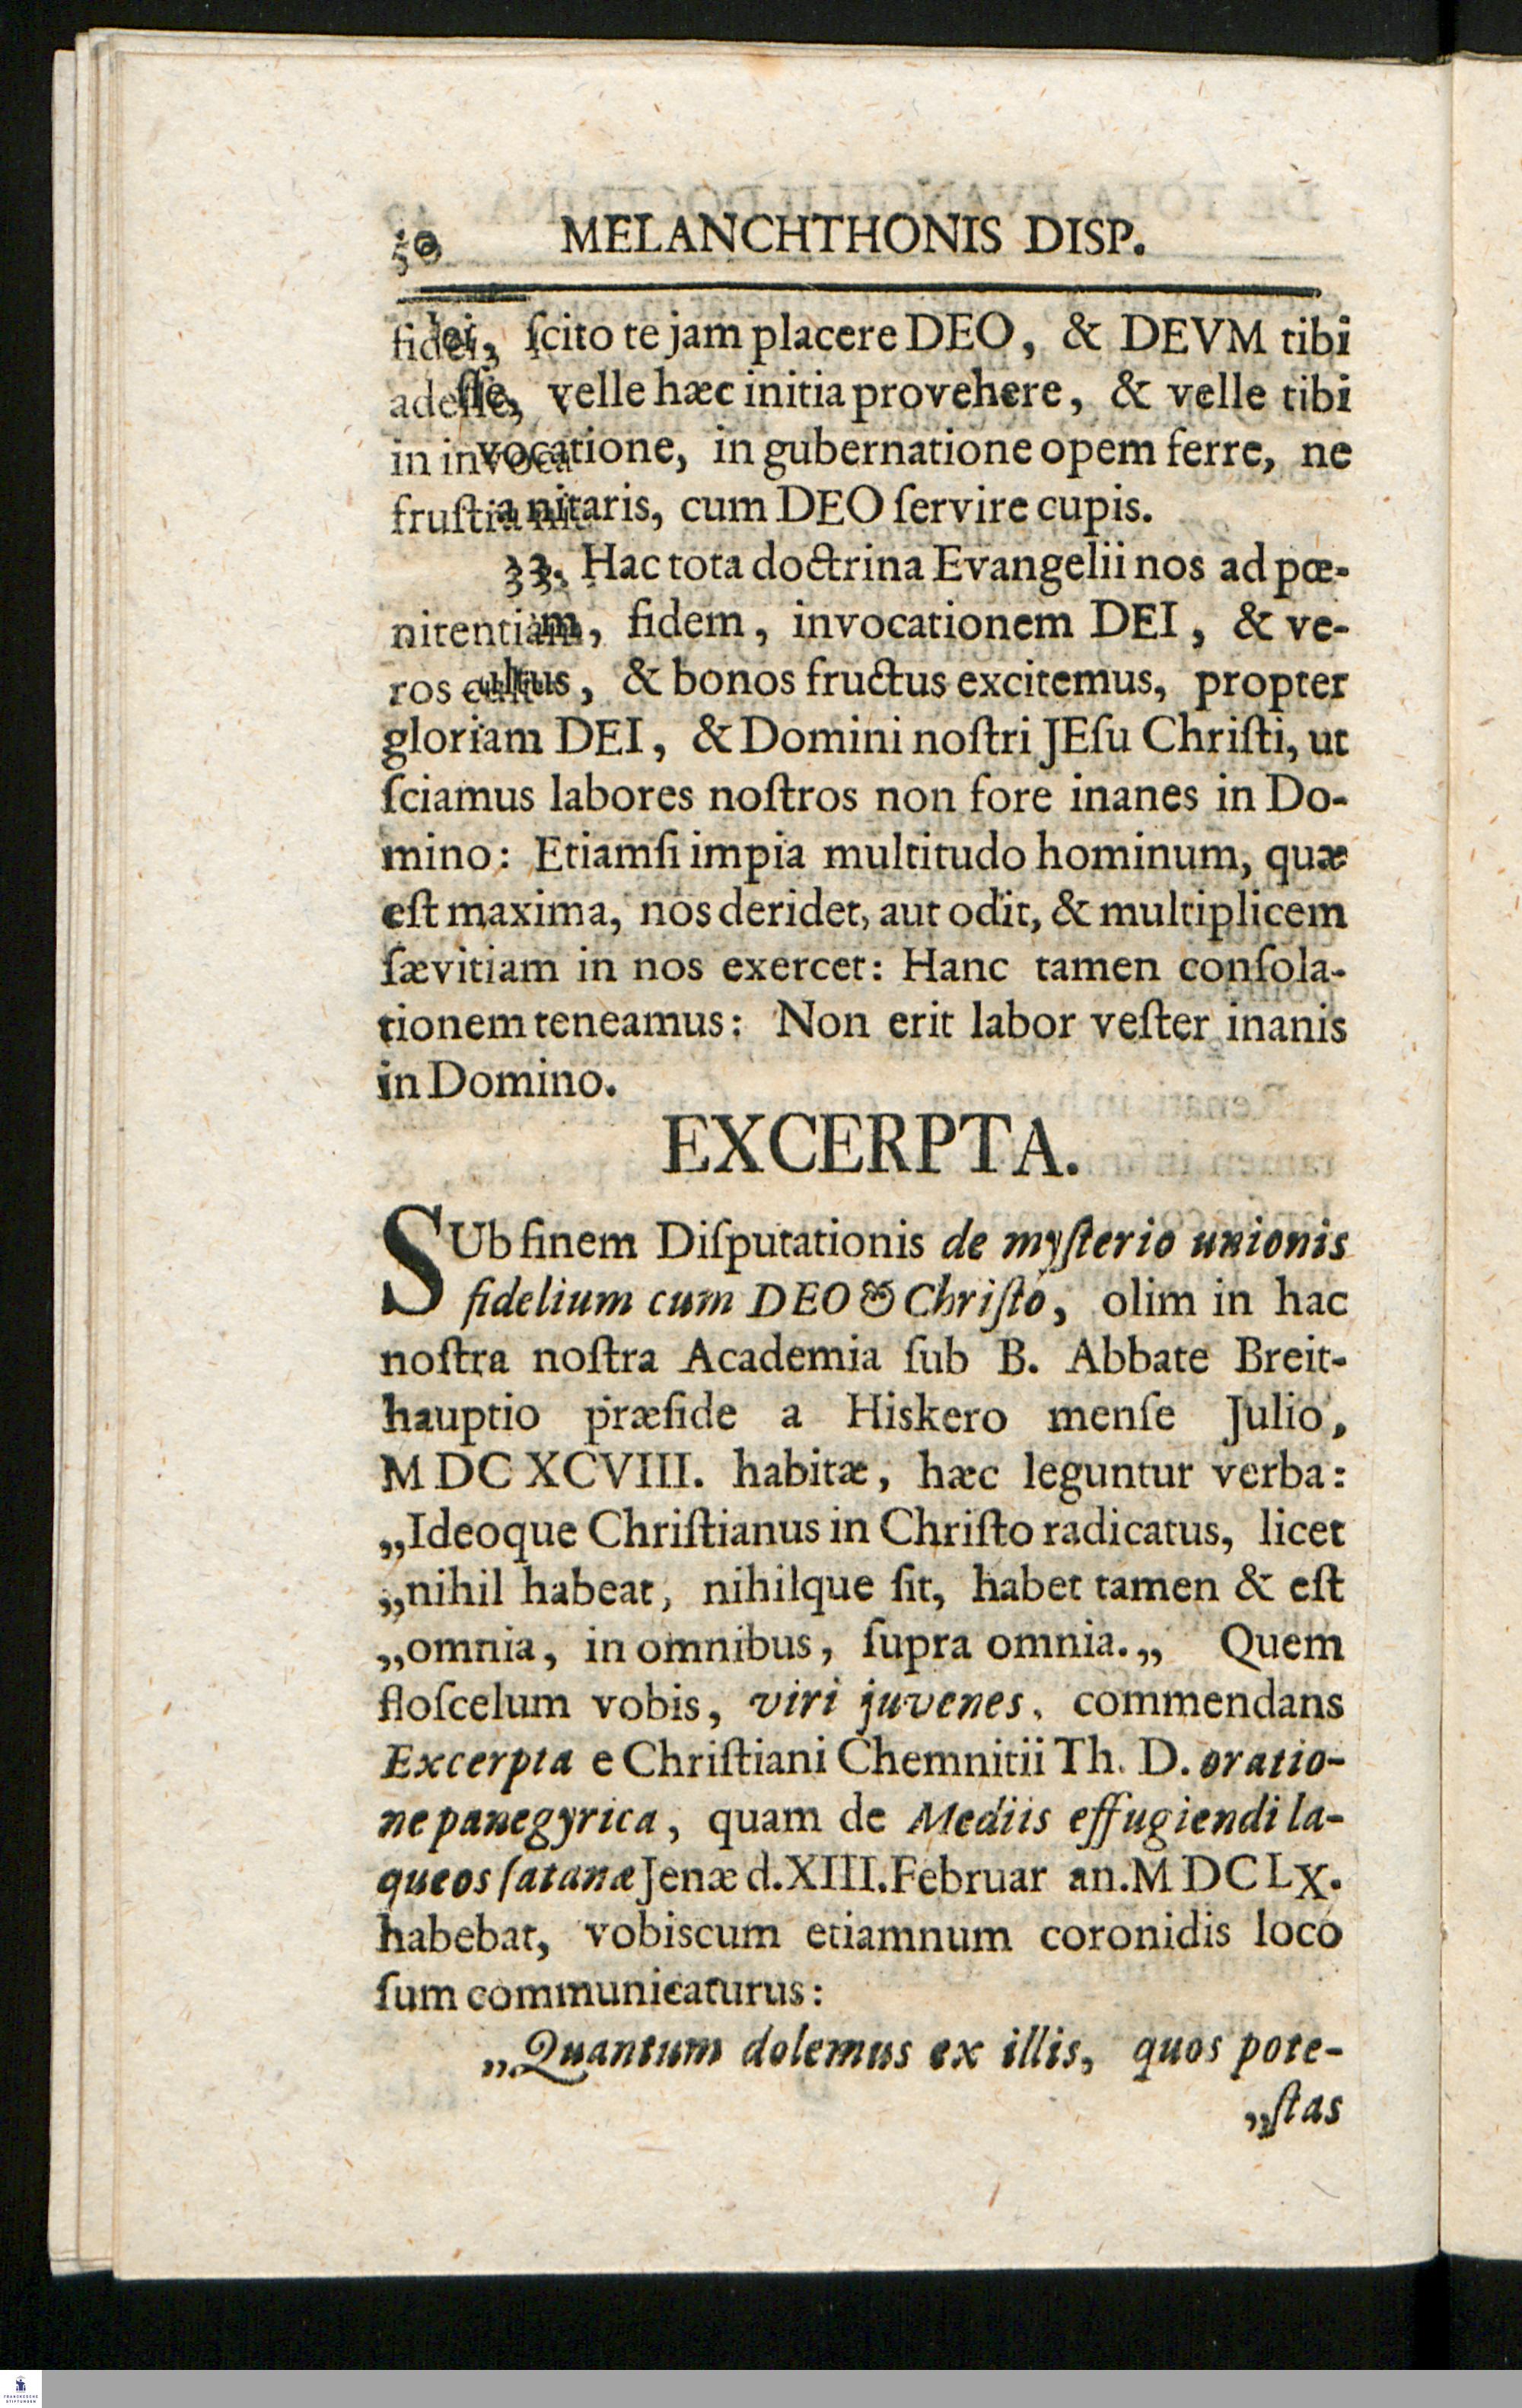 50 MELANCHTHONIS DISP.
fidei, ſcito te jam placere DEO, & DEVM tibi
adeſſe, velle hæc initia provehere, & velle tibi
in invocatione, in gubernatione opem ferre, ne
fruſtra nitaris, cum DEO ſervire cupis.
33. Hac tota doctrina Evangelii nos ad pœ-
nitentiam, fidem, invocationem DEI, & ve-
ros cultus, & bonos fructus excitemus, propter
gloriam DEI, & Domini noſtri JEſu Chriſti, ut
ſciamus labores noſtros non fore inanes in Do-
mino: Etiamſi impia multitudo hominum, quæ
eſt maxima, nos deridet, aut odit, & multiplicem
ſævitiam in nos exercet: Hanc tamen conſola-
tionem teneamus: Non erit labor veſter inanis
in Domino.
EXCERPTA.
SUb finem Diſputationis de myſterio unionis
fidelium cum DEO & Chriſto, olim in hac
noſtra noſtra Academia ſub B. Abbate Breit-
hauptio præſide a Hiskero menſe Julio,
MDCXCVIII. habitæ, hæc leguntur verba:
„Ideoque Chriſtianus in Chriſto radicatus, licet
„nihil habeat, nihilque ſit, habet tamen & eſt
„omnia, in omnibus, ſupra omnia.„ Quem
floſcelum vobis, viri juvenes, commendans
Excerpta e Chriſtiani Chemnitii Th. D. oratio-
ne panegyrica, quam de Mediis effugiendi la-
queos ſatanæ Jenæ d. XIII. Februar an. MDCLX.
habebat, vobiscum etiamnum coronidis loco
ſum communicaturus:
„Quantum dolemus ex illis, quos pote-
„ſtas
FRANCKESCHE
STIFTUNGEN